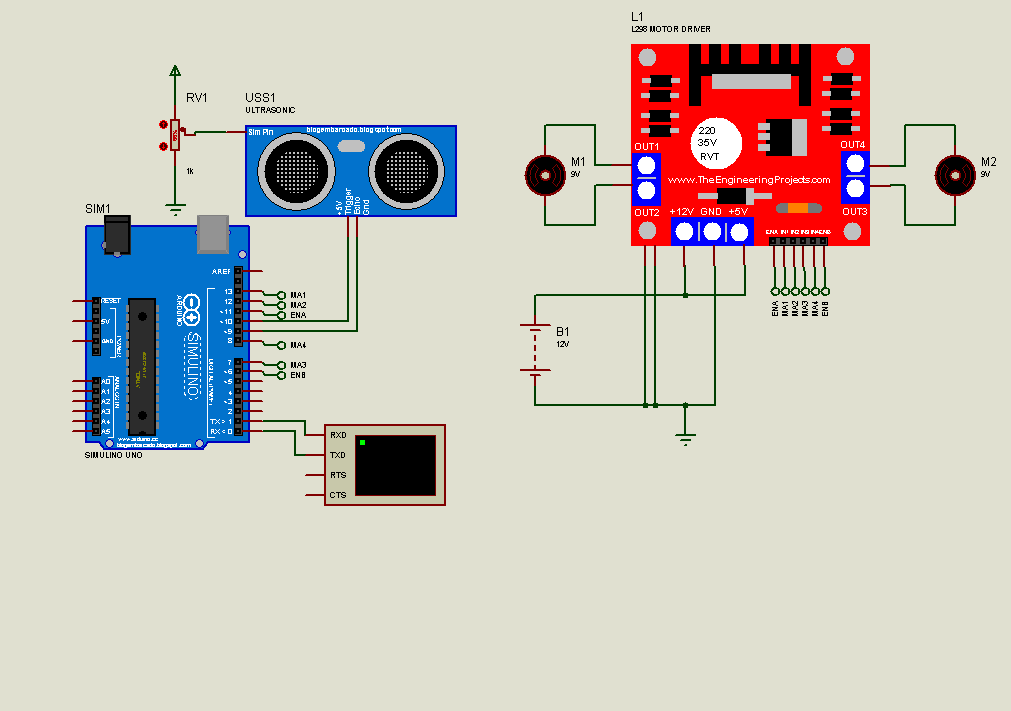 L1
L298 MOTOR DRIVER
RV1
1k
USS1
ULTRASONIC
Sim Pin
blogembarcado.blogspot.com
+5V
Trigger
Echo
Gnd
220
35V
RVT
OUT1
OUT4
www.TheEngineeringProjects.com
OUT2
OUT3
+12V GND +5V
ENA IN1 IN2 IN3 IN4 ENB
M1
9V
M2
9V
ENA
MA1
MA2
MA3
MA4
ENB
B1
12V
SIM1
AREF
RESET
5V
GND
POWER
A0
A1
A2
A3
A4
A5
ANALOG IN
ARDUINO
SIMULINO
13
12
~11
~10
~9
8
7
~6
~5
4
~3
2
TX > 1
RX < 0
MA1
MA2
ENA
MA4
MA3
ENB
www.arduino.cc
blogembarcado.blogspot.com
SIMULINO UNO
RXD
TXD
RTS
CTS